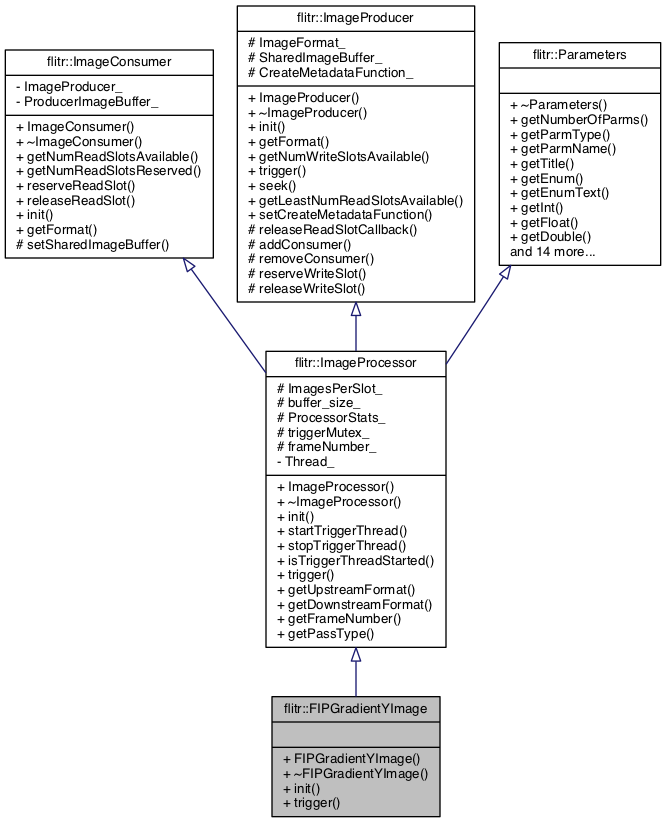 flitr::ImageConsumer
- ImageProducer_
- ProducerImageBuffer_
+ ImageConsumer()
+ ~ImageConsumer()
+ getNumReadSlotsAvailable()
+ getNumReadSlotsReserved()
+ reserveReadSlot()
+ releaseReadSlot()
+ init()
+ getFormat()
# setSharedImageBuffer()
flitr::ImageProducer
# ImageFormat_
# SharedImageBuffer_
# CreateMetadataFunction_
+ ImageProducer()
+ ~ImageProducer()
+ init()
+ getFormat()
+ getNumWriteSlotsAvailable()
+ trigger()
+ seek()
+ getLeastNumReadSlotsAvailable()
+ setCreateMetadataFunction()
# releaseReadSlotCallback()
# addConsumer()
# removeConsumer()
# reserveWriteSlot()
# releaseWriteSlot()
flitr::Parameters
+ ~Parameters()
+ getNumberOfParms()
+ getParmType()
+ getParmName()
+ getTitle()
+ getEnum()
+ getEnumText()
+ getInt()
+ getFloat()
+ getDouble()
and 14 more...
flitr::ImageProcessor
# ImagesPerSlot_
# buffer_size_
# ProcessorStats_
# triggerMutex_
# frameNumber_
- Thread_
+ ImageProcessor()
+ ~ImageProcessor()
+ init()
+ startTriggerThread()
+ stopTriggerThread()
+ isTriggerThreadStarted()
+ trigger()
+ getUpstreamFormat()
+ getDownstreamFormat()
+ getFrameNumber()
+ getPassType()
flitr::FIPGradientYImage
+ FIPGradientYImage()
+ ~FIPGradientYImage()
+ init()
+ trigger()